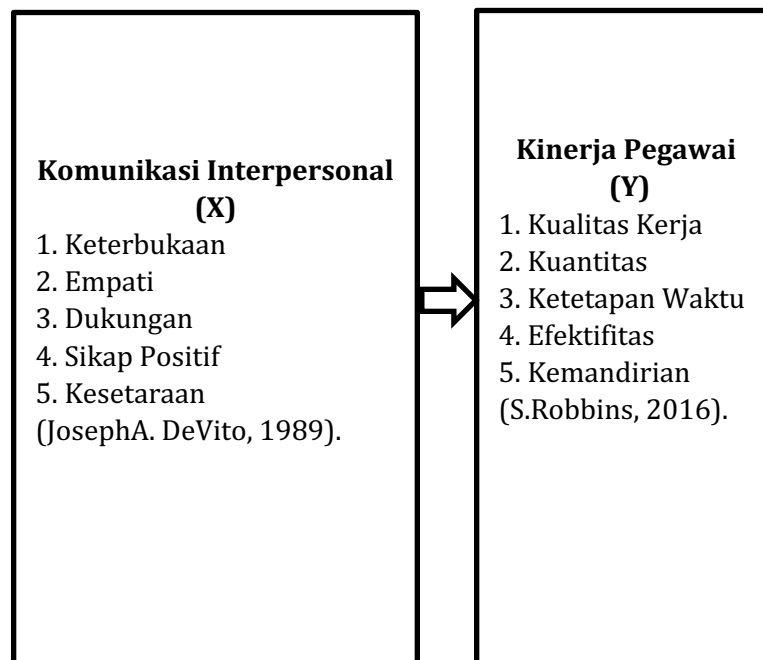 Komunikasi Interpersonal
(X)
1. Keterbukaan
2. Empati
3. Dukungan
4. Sikap Positif
5. Kesetaraan
(JosephA. DeVito, 1989).
Kinerja Pegawai
(Y)
1. Kualitas Kerja
2. Kuantitas
3. Ketetapan Waktu
4. Efektifitas
5. Kemandirian
(S.Robbins, 2016).